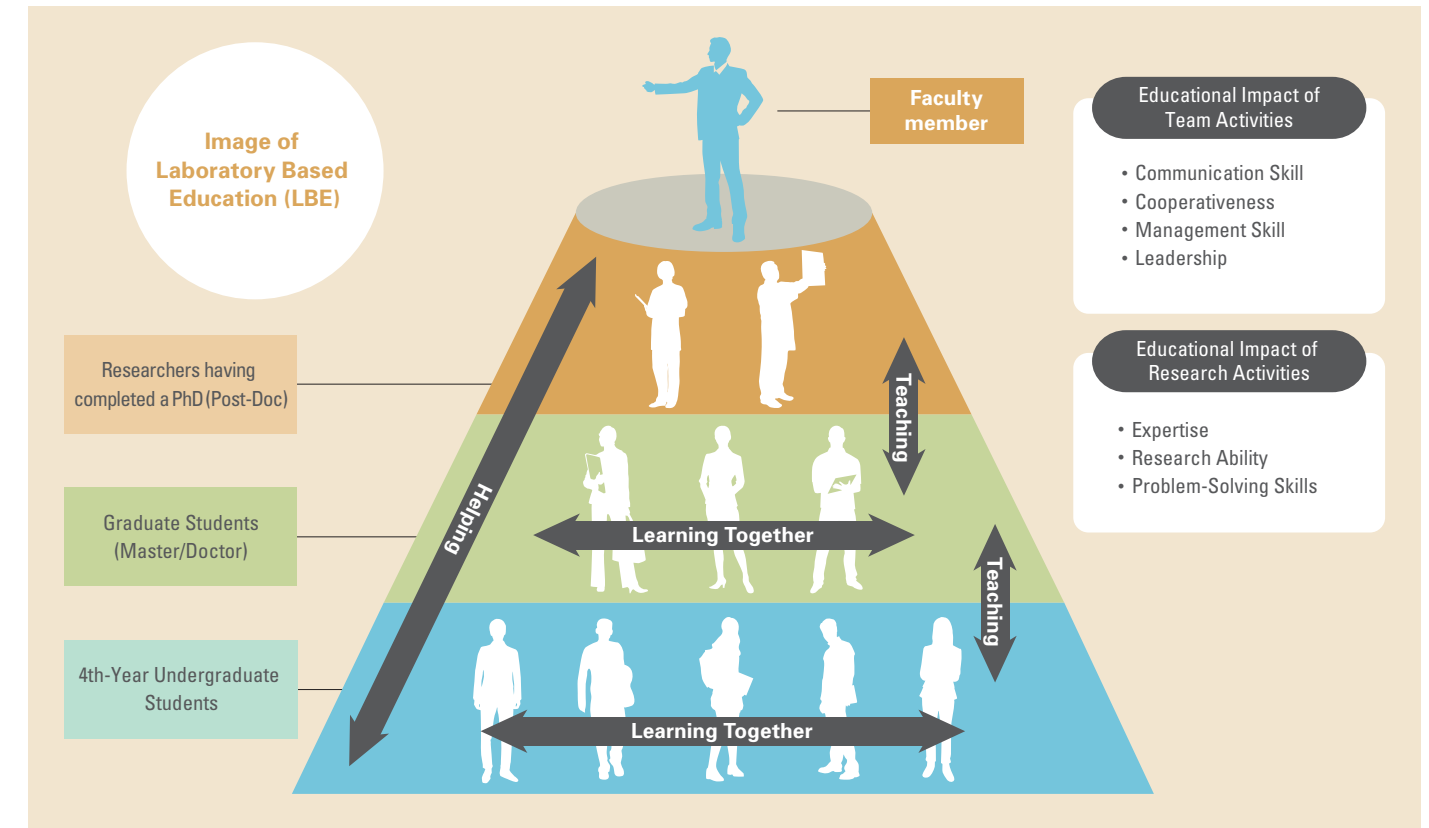 Image of
Laboratory Based
Education (LBE)
Faculty
member
Educational Impact of
Team Activities
• Communication Skill
• Cooperativeness
• Management Skill
• Leadership
Educational Impact of
Research Activities
• Expertise
• Research Ability
• Problem-Solving Skills
Researchers having
completed a PhD (Post-Doc)
Graduate Students
(Master/Doctor)
4th-Year Undergraduate
Students
Helping
Teaching
Learning Together
Teaching
Learning Together